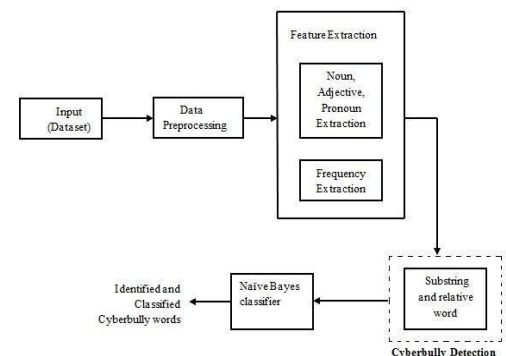 Feature Extraction
Noun,
Adjective,
Pronoun
Extraction
Input
(Dataset)
Data
Preprocessing
Frequency
Extraction
Identified and
Classified
Cyberbully words
Naïve Bayes
classifier
Substring
and relative
word
Cyberbully Detection